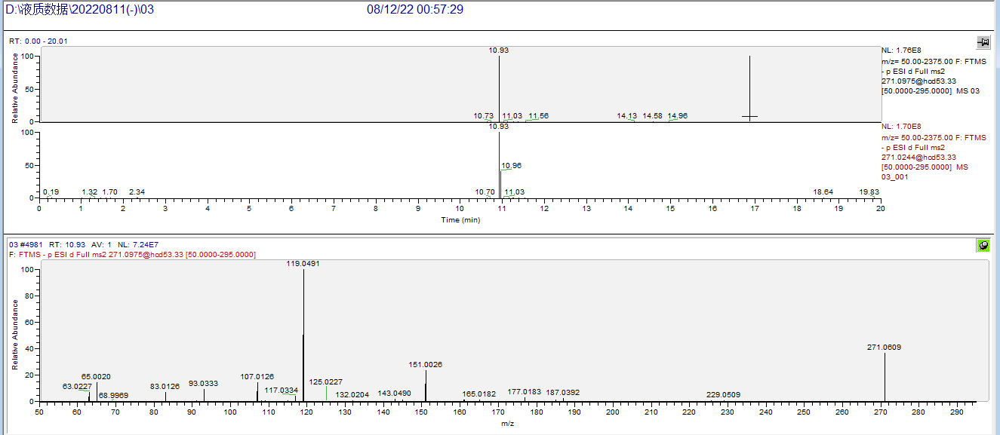 D:\液质数据\20220811(-)\03 08/12/22 00:57:29
RT: 0.00 - 20.01
Relative Abundance
100
50
0
10.93
10.73 11.03 11.56 14.13 14.58 14.96
NL: 1.76E8
m/z= 50.00-2375.00 F: FTMS
- p ESI d Full ms2
271.0975@hcd53.33
[50.0000-295.0000] MS 03
100
50
0
10.93
10.96
0.19 1.32 1.70 2.34 10.70 11.03 18.64 19.83
NL: 1.70E8
m/z= 50.00-2375.00 F: FTMS
- p ESI d Full ms2
271.0244@hcd53.33
[50.0000-295.0000] MS
03_001
0 1 2 3 4 5 6 7 8 9 10 11 12 13 14 15 16 17 18 19 20
Time (min)
03 #4981 RT: 10.93 AV: 1 NL: 7.24E7
F: FTMS - p ESI d Full ms2 271.0975@hcd53.33 [50.0000-295.0000]
Relative Abundance
100
80
60
40
20
0
119.0491
271.0609
151.0026
65.0020 107.0126
63.0227 83.0126 93.0333 125.0227
68.9969 117.0334 132.0204 143.0490 165.0182 177.0183 187.0392 229.0509
50 60 70 80 90 100 110 120 130 140 150 160 170 180 190 200 210 220 230 240 250 260 270 280 290
m/z